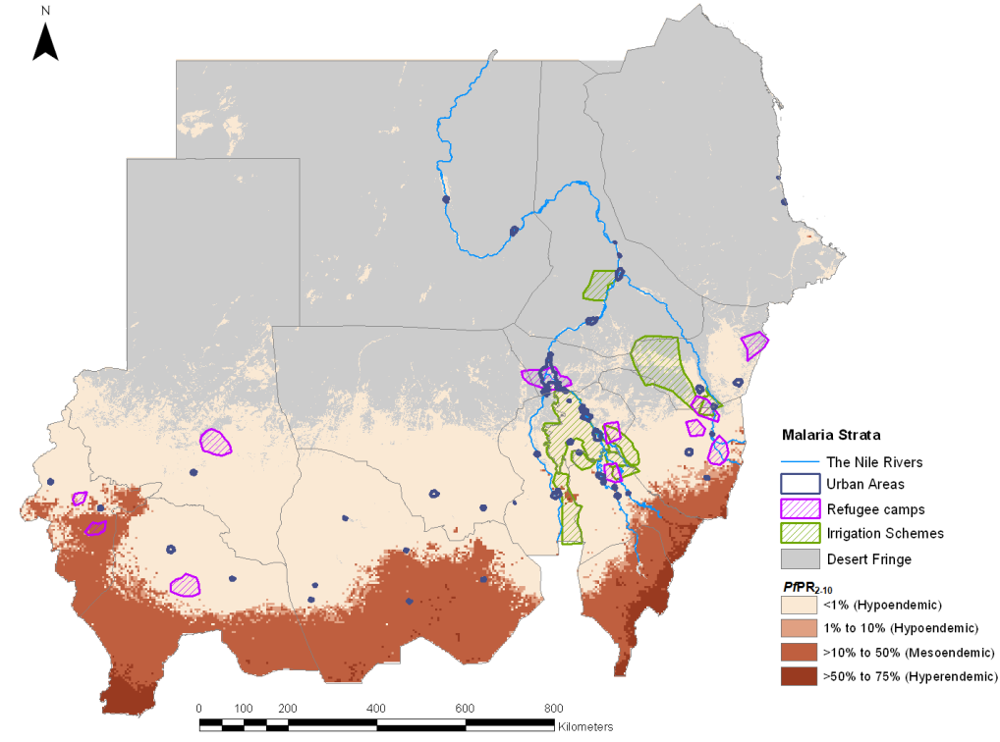 N
Malaria Strata
The Nile Rivers
Urban Areas
Refugee camps
Irrigation Schemes
Desert Fringe
PfPR2-10
<1% (Hypoendemic)
1% to 10% (Hypoendemic)
>10% to 50% (Mesoendemic)
>50% to 75% (Hyperendemic)
0 100 200 400 600 800
Kilometers